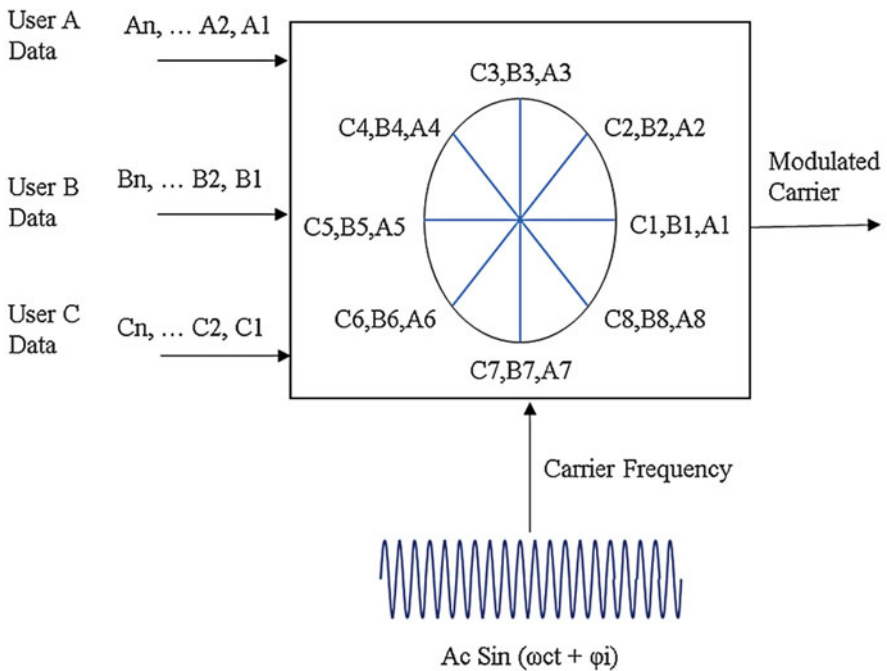 User A
Data
An, ... A2, A1
C3,B3,A3
C4,B4,A4
C2,B2,A2
Modulated
Carrier
User B
Data
Bn, ... B2, B1
C5,B5,A5
C1,B1,A1
C6,B6,A6
C8,B8,A8
User C
Data
Cn, ... C2, C1
C7,B7,A7
Carrier Frequency
Ac Sin (ωct + φi)